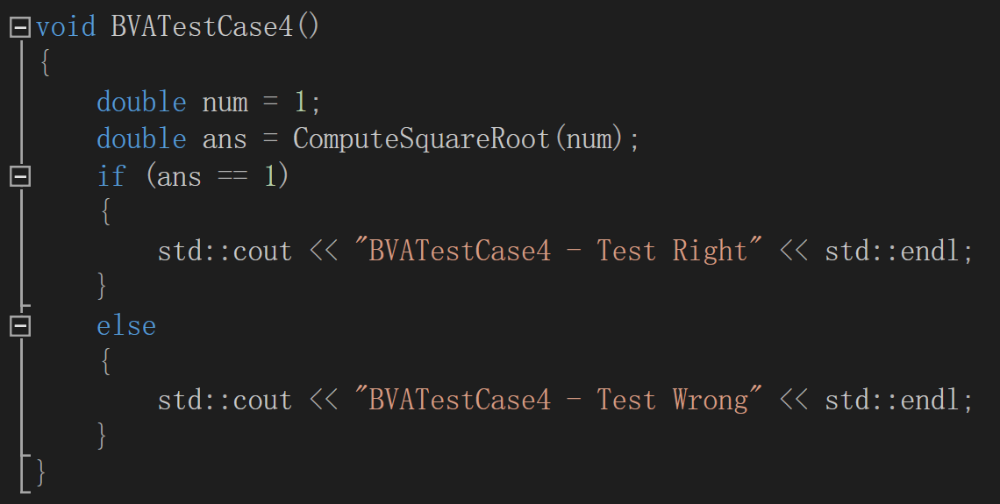 void BVATestCase4()
{
    double num = 1;
    double ans = ComputeSquareRoot(num);
    if (ans == 1)
    {
        std::cout << "BVATestCase4 - Test Right" << std::endl;
    }
    else
    {
        std::cout << "BVATestCase4 - Test Wrong" << std::endl;
    }
}